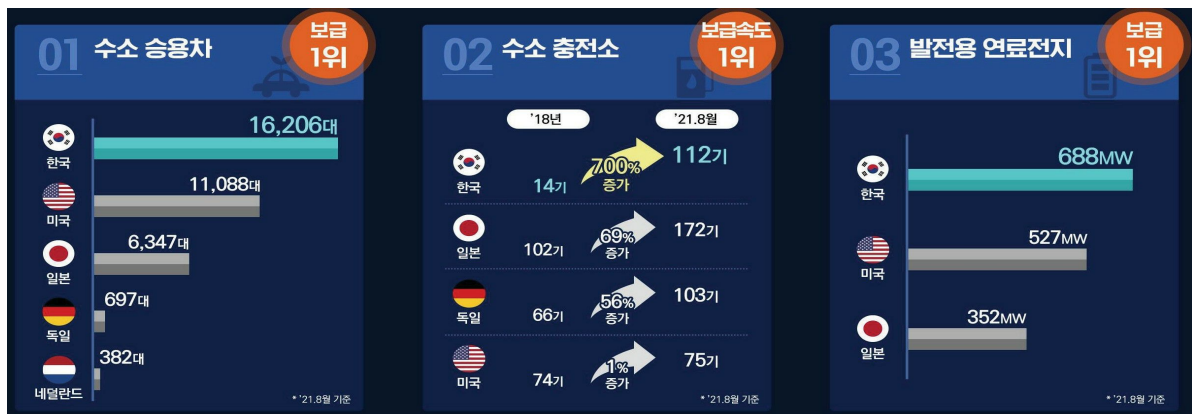 01 수소 승용차
보급
1위
16,206대
한국
11,088대
미국
6,347대
일본
697대
독일
382대
네덜란드
* '21.8월 기준
02 수소 충전소
보급속도
1위
'18년
'21.8월
한국
14기
700%
증가
112기
일본
102기
69%
증가
172기
독일
66기
56%
증가
103기
미국
74기
1%
증가
75기
* '21.8월 기준
03 발전용 연료전지
보급
1위
688MW
한국
527MW
미국
352MW
일본
* '21.8월 기준